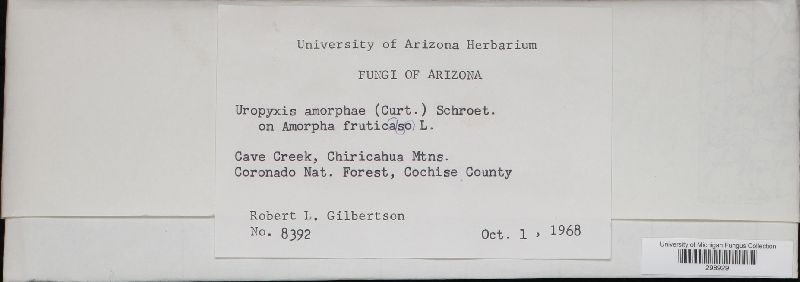 University of Arizona Herbarium
FUNGI OF ARIZONA
Uropyxis amorphae (Curt.) Schroet.
on Amorpha fruticaso L.
Cave Creek, Chiricahua Mtns.
Coronado Nat. Forest, Cochise County
Robert L. Gilbertson
No. 8392
Oct. 1, 1968
University of Michigan Fungus Collection
298929